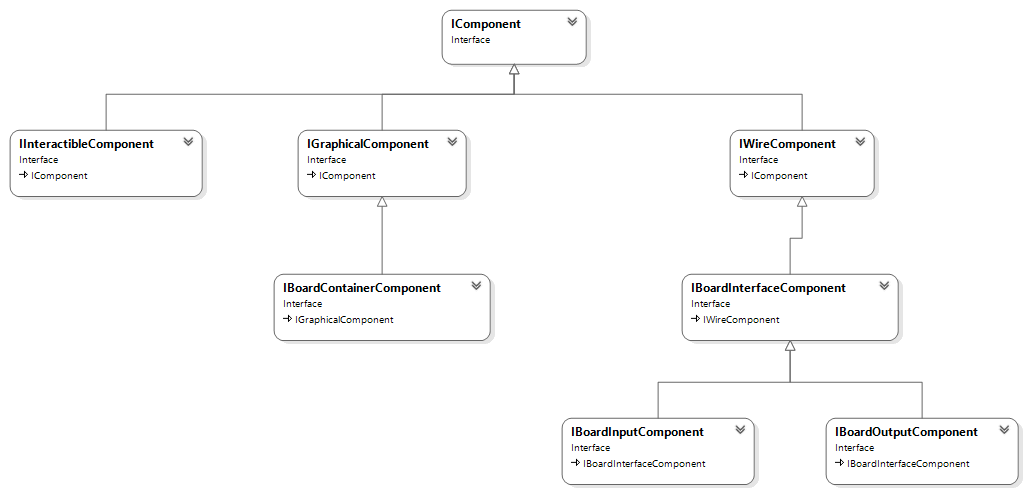 IComponent
Interface
IInteractibleComponent
Interface
IComponent
IGraphicalComponent
Interface
IComponent
IWireComponent
Interface
IComponent
IBoardContainerComponent
Interface
IGraphicalComponent
IBoardInterfaceComponent
Interface
IWireComponent
IBoardInputComponent
Interface
IBoardInterfaceComponent
IBoardOutputComponent
Interface
IBoardInterfaceComponent